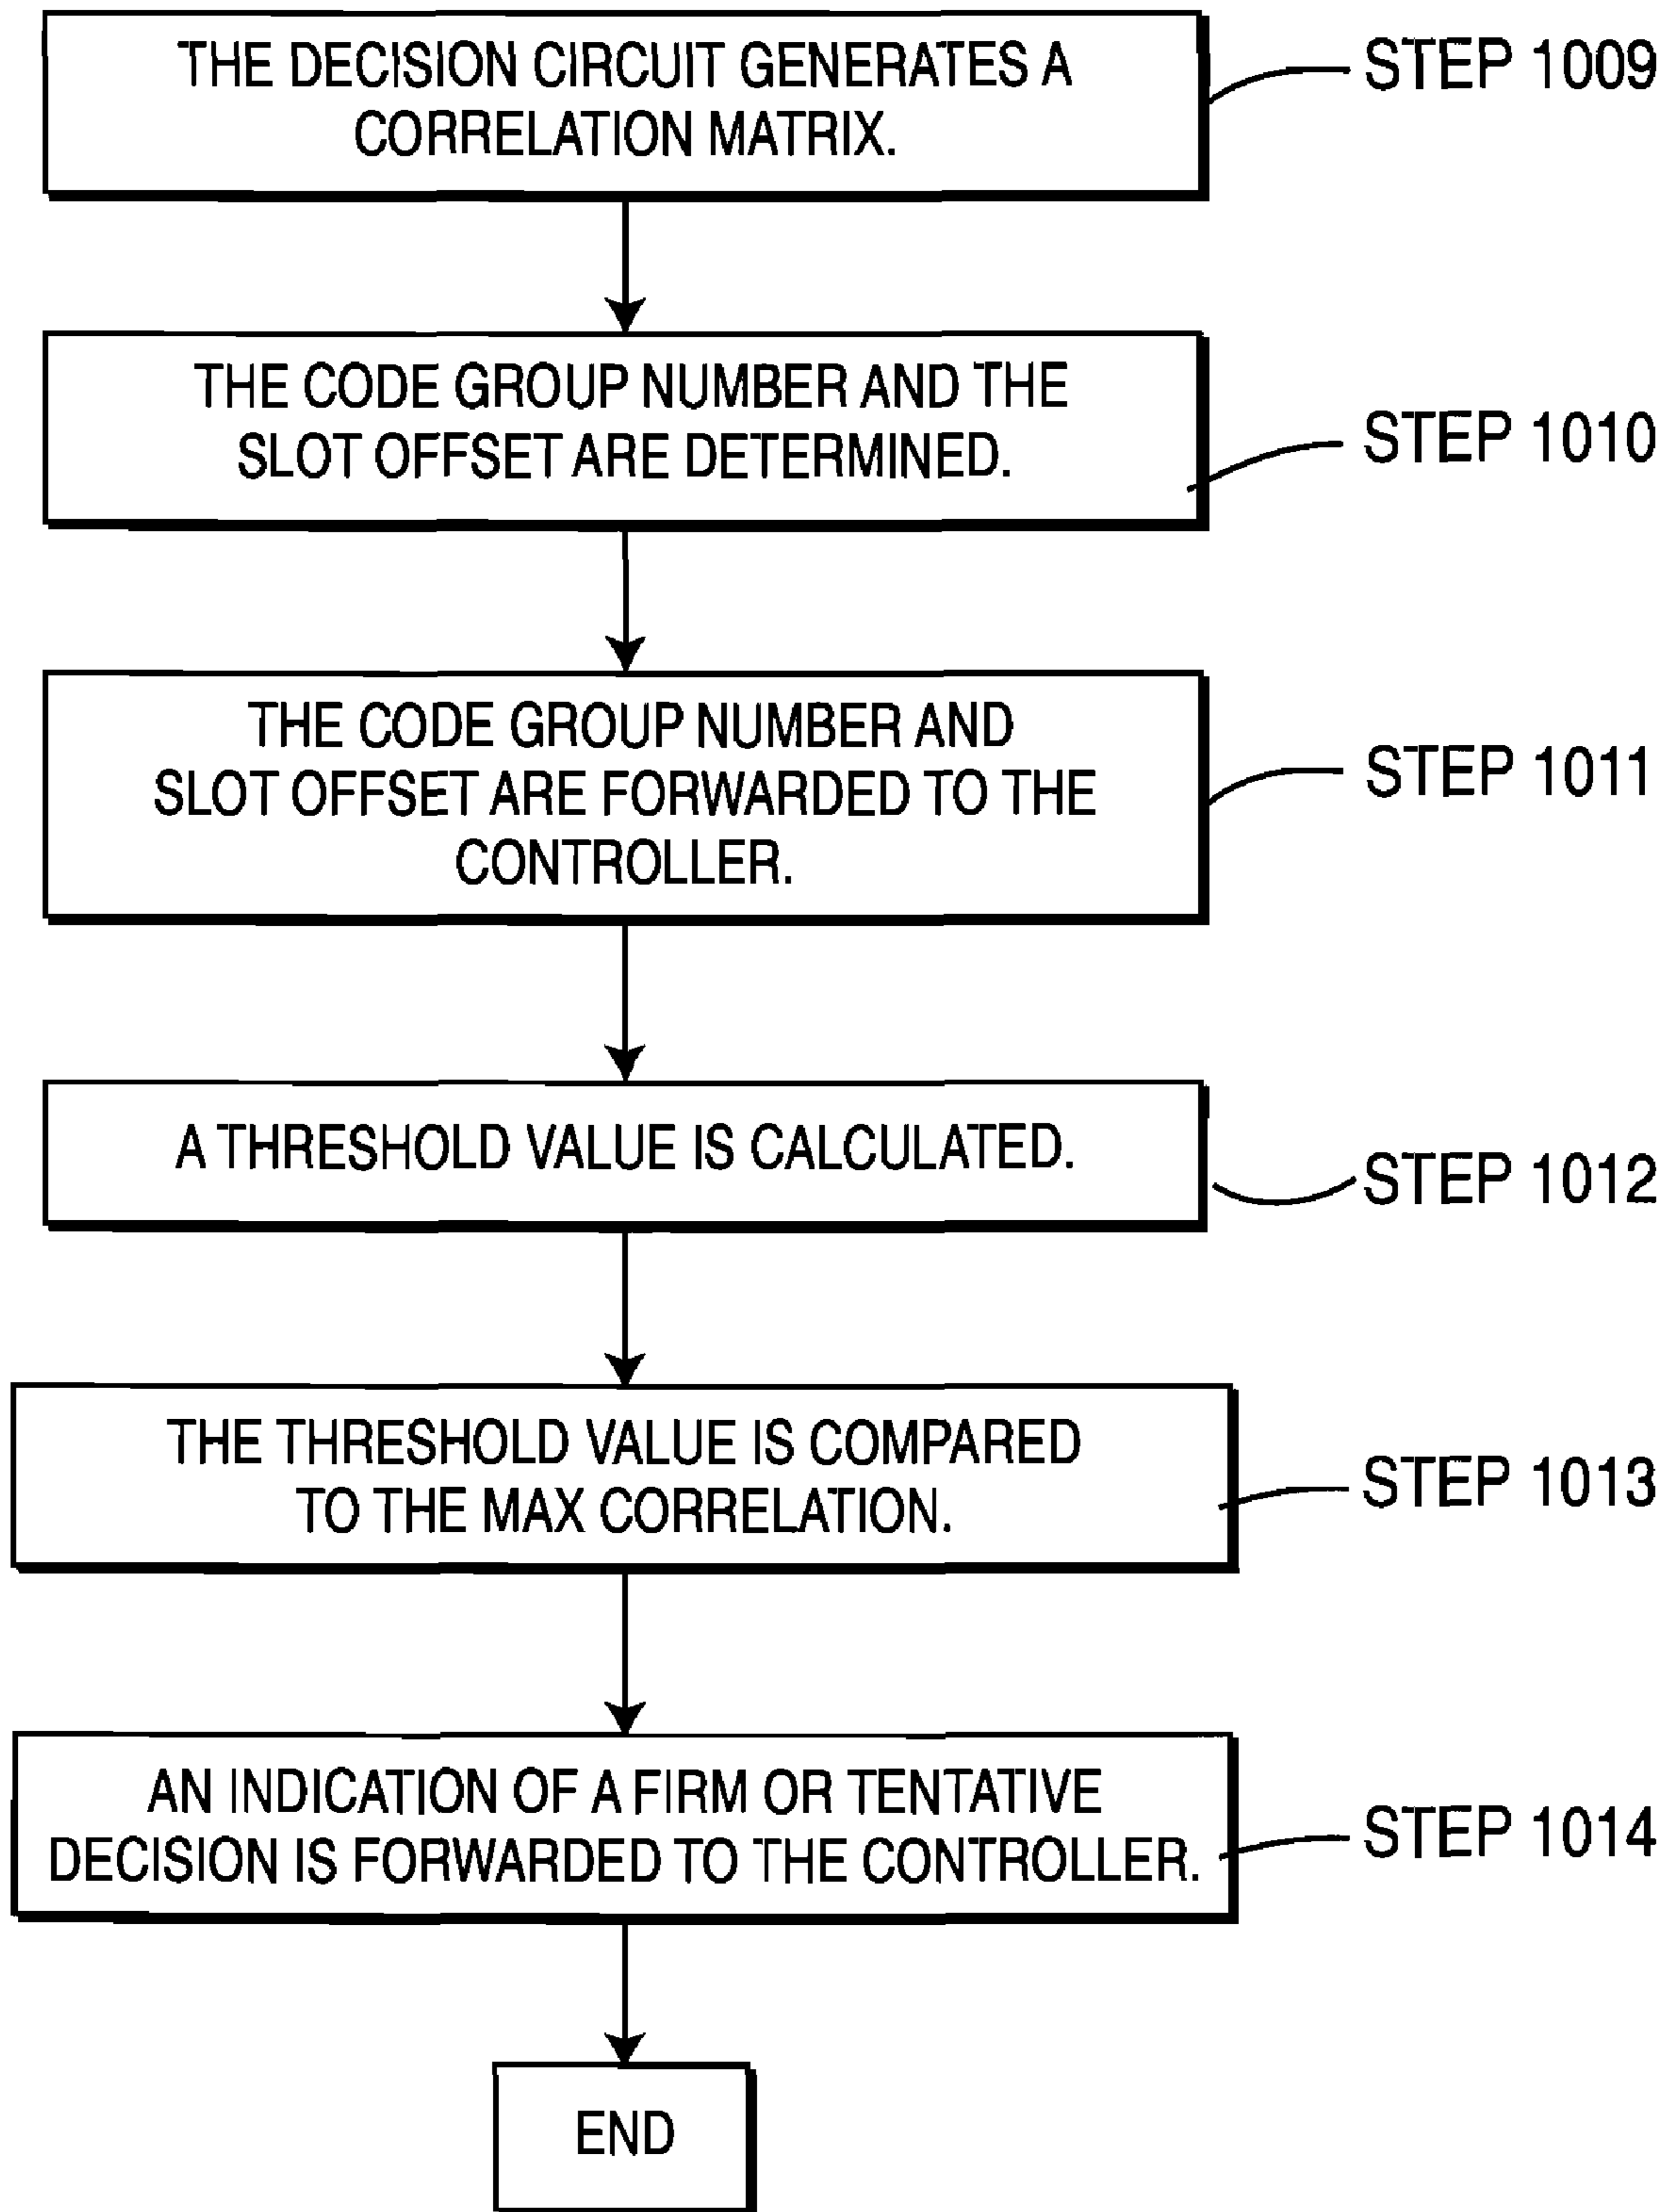 THE DECISION CIRCUIT GENERATES A
CORRELATION MATRIX.
STEP 1009
THE CODE GROUP NUMBER AND THE
SLOT OFFSET ARE DETERMINED.
STEP 1010
THE CODE GROUP NUMBER AND
SLOT OFFSET ARE FORWARDED TO THE
CONTROLLER.
STEP 1011
A THRESHOLD VALUE IS CALCULATED.
STEP 1012
THE THRESHOLD VALUE IS COMPARED
TO THE MAX CORRELATION.
STEP 1013
AN INDICATION OF A FIRM OR TENTATIVE
DECISION IS FORWARDED TO THE CONTROLLER.
STEP 1014
END